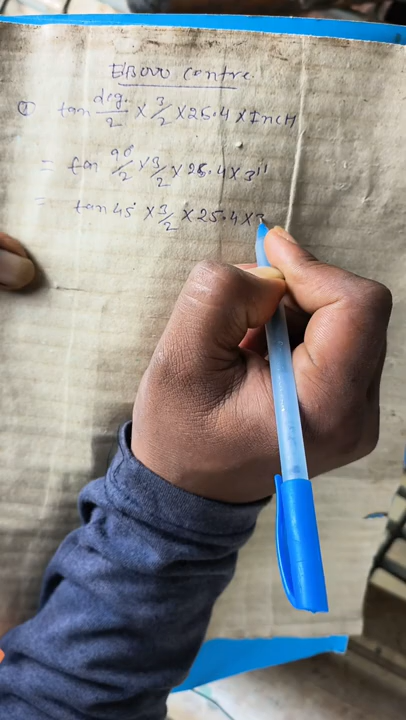 Elbow centre
① tan deg./2 × 3/2 × 25.4 × INCH
= tan 90°/2 × 3/2 × 25.4 × 3"
= tan 45° × 3/2 × 25.4 × 3